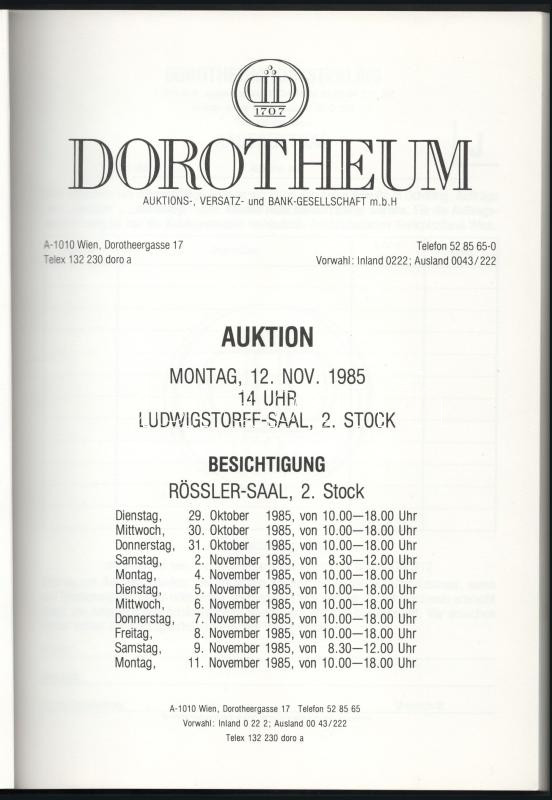 DD
1707
DOROTHEUM
AUKTIONS-, VERSATZ- und BANK-GESELLSCHAFT m.b.H
A-1010 Wien, Dorotheergasse 17
Telex 132 230 doro a
Telefon 52 85 65-0
Vorwahl: Inland 0222; Ausland 0043/222
AUKTION
MONTAG, 12. NOV. 1985
14 UHR
LUDWIGSTORFF-SAAL, 2. STOCK
BESICHTIGUNG
RÖSSLER-SAAL, 2. Stock
Dienstag, 29. Oktober 1985, von 10.00—18.00 Uhr
Mittwoch, 30. Oktober 1985, von 10.00—18.00 Uhr
Donnerstag, 31. Oktober 1985, von 10.00—18.00 Uhr
Samstag, 2. November 1985, von 8.30—12.00 Uhr
Montag, 4. November 1985, von 10.00—18.00 Uhr
Dienstag, 5. November 1985, von 10.00—18.00 Uhr
Mittwoch, 6. November 1985, von 10.00—18.00 Uhr
Donnerstag, 7. November 1985, von 10.00—18.00 Uhr
Freitag, 8. November 1985, von 10.00—18.00 Uhr
Samstag, 9. November 1985, von 8.30—12.00 Uhr
Montag, 11. November 1985, von 10.00—18.00 Uhr
A-1010 Wien, Dorotheergasse 17 Telefon 52 85 65
Vorwahl: Inland 0 22 2; Ausland 00 43/222
Telex 132 230 doro a